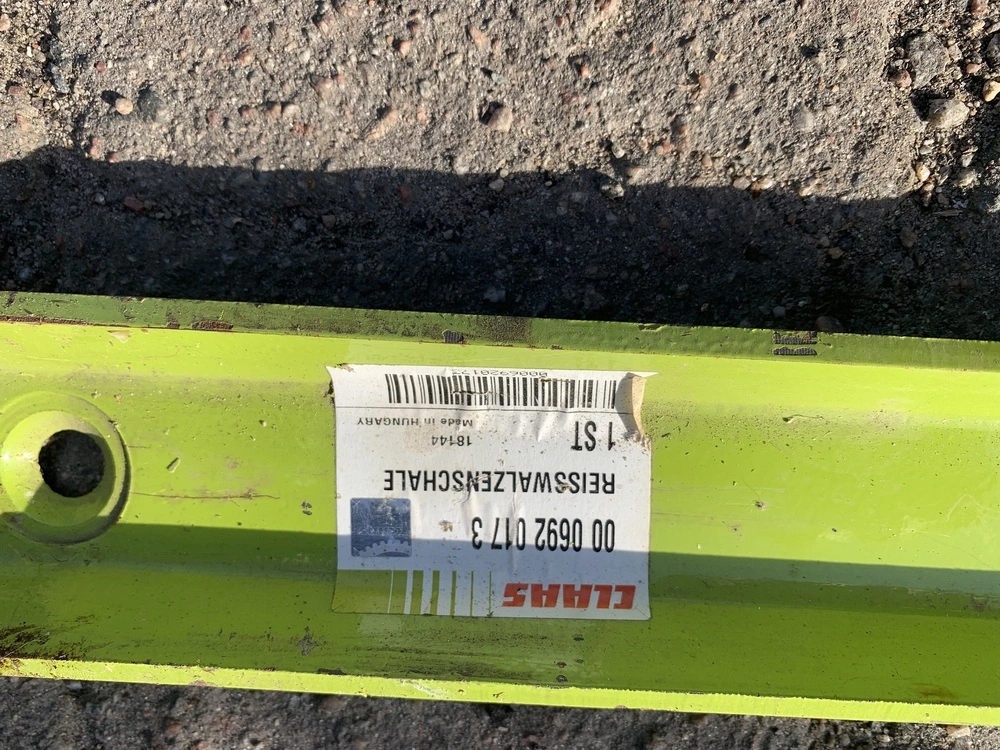 CLAAS
00 0692 017 3
REISSWALZENSCHALE
1 ST
18144
Made in HUNGARY